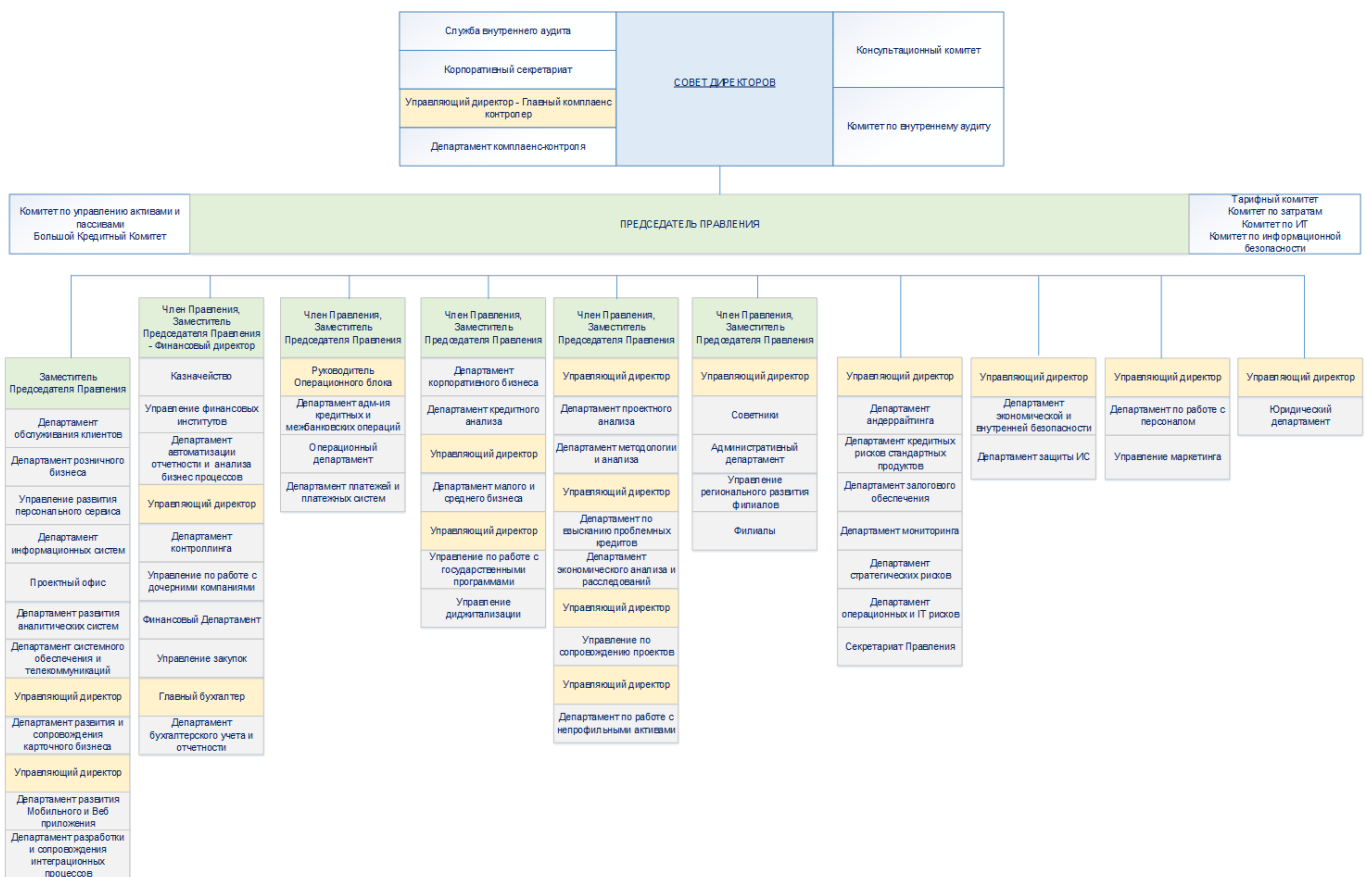 Служба внутреннего аудита
Корпоративный секретариат
Управляющий директор - Главный комплаенс
контролер
Департамент комплаенс-контроля
СОВЕТ ДИРЕКТОРОВ
Консультационный комитет
Комитет по внутреннему аудиту
Комитет по управлению активами и
пассивами
Большой Кредитный Комитет
ПРЕДСЕДАТЕЛЬ ПРАВЛЕНИЯ
Тарифный комитет
Комитет по затратам
Комитет по ИТ
Комитет по информационной
безопасности
Заместитель
Председателя Правления
Департамент
обслуживания клиентов
Департамент розничного
бизнеса
Управление развития
персонального сервиса
Департамент
информационных систем
Проектный офис
Департамент развития
аналитических систем
Департамент системного
обеспечения и
телекоммуникаций
Управляющий директор
Департамент развития и
сопровождения
карточного бизнеса
Управляющий директор
Департамент развития
Мобильного и Веб
приложения
Департамент разработки
и сопровождения
интеграционных
процессов
Член Правления,
Заместитель
Председателя Правления
- Финансовый директор
Казначейство
Управление финансовых
институтов
Департамент
автоматизации
отчетности и анализа
бизнес процессов
Управляющий директор
Департамент
контроллинга
Управление по работе с
дочерними компаниями
Финансовый Департамент
Управление закупок
Главный бухгалтер
Департамент
бухгалтерского учета и
отчетности
Член Правления,
Заместитель
Председателя Правления
Руководитель
Операционного блока
Департамент адм-ия
кредитных и
межбанковских операций
Операционный
департамент
Департамент платежей и
платежных систем
Член Правления,
Заместитель
Председателя Правления
Департамент
корпоративного бизнеса
Департамент кредитного
анализа
Управляющий директор
Департамент малого и
среднего бизнеса
Управляющий директор
Управление по работе с
государственными
программами
Управление
диджитализации
Член Правления,
Заместитель
Председателя Правления
Управляющий директор
Департамент проектного
анализа
Департамент методологии
и анализа
Управляющий директор
Департамент по
взысканию проблемных
кредитов
Департамент
экономического анализа и
расследований
Управляющий директор
Управление по
сопровождению проектов
Управляющий директор
Департамент по работе с
непрофильными активами
Член Правления,
Заместитель
Председателя Правления
Управляющий директор
Советники
Административный
департамент
Управление
регионального развития
филиалов
Филиалы
Управляющий директор
Департамент
андеррайтинга
Департамент кредитных
рисков стандартных
продуктов
Департамент залогового
обеспечения
Департамент мониторинга
Департамент
стратегических рисков
Департамент
операционных и IT рисков
Секретариат Правления
Управляющий директор
Департамент
экономической и
внутренней безопасности
Департамент защиты ИС
Управляющий директор
Департамент по работе с
персоналом
Управление маркетинга
Управляющий директор
Юридический
департамент